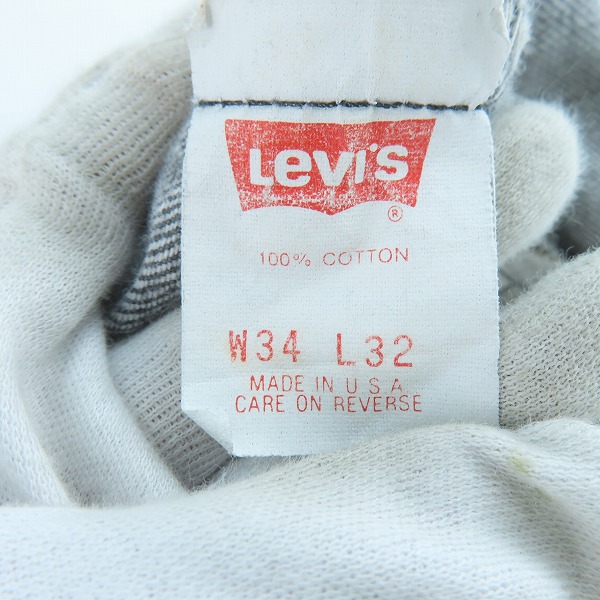 Levi's
®
100% COTTON
W34 L32
MADE IN U.S.A
CARE ON REVERSE